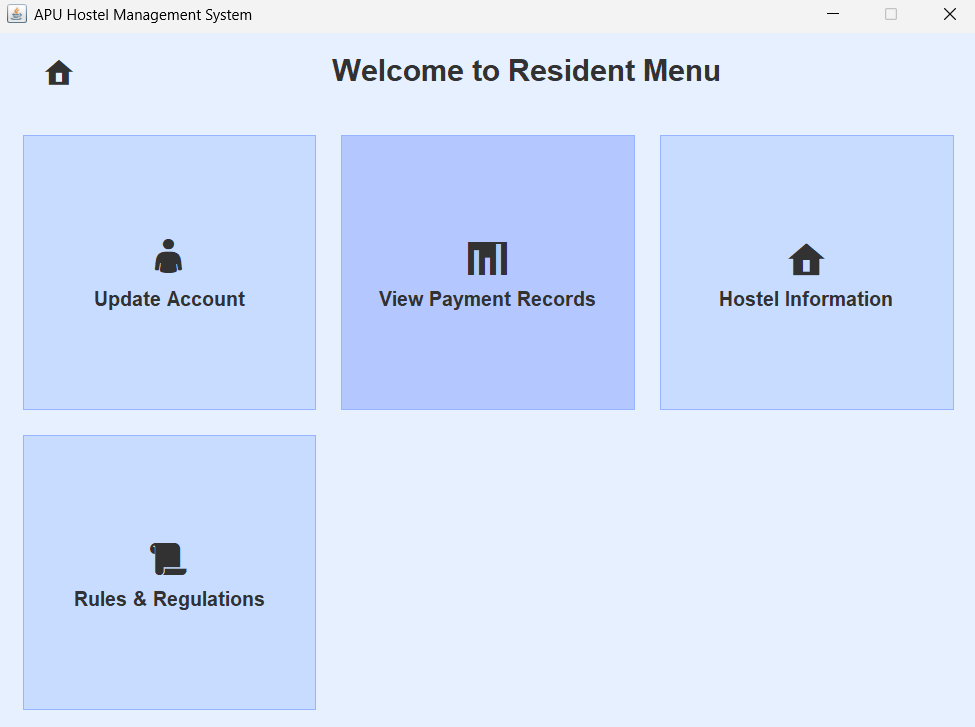 APU Hostel Management System
Welcome to Resident Menu
Update Account
View Payment Records
Hostel Information
Rules & Regulations